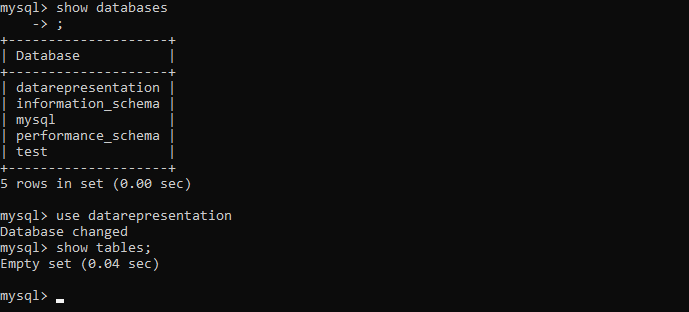 mysql> show databases
    -> ;
+--------------------+
| Database           |
+--------------------+
| datarepresentation |
| information_schema |
| mysql              |
| performance_schema |
| test               |
+--------------------+
5 rows in set (0.00 sec)
mysql> use datarepresentation
Database changed
mysql> show tables;
Empty set (0.04 sec)
mysql>